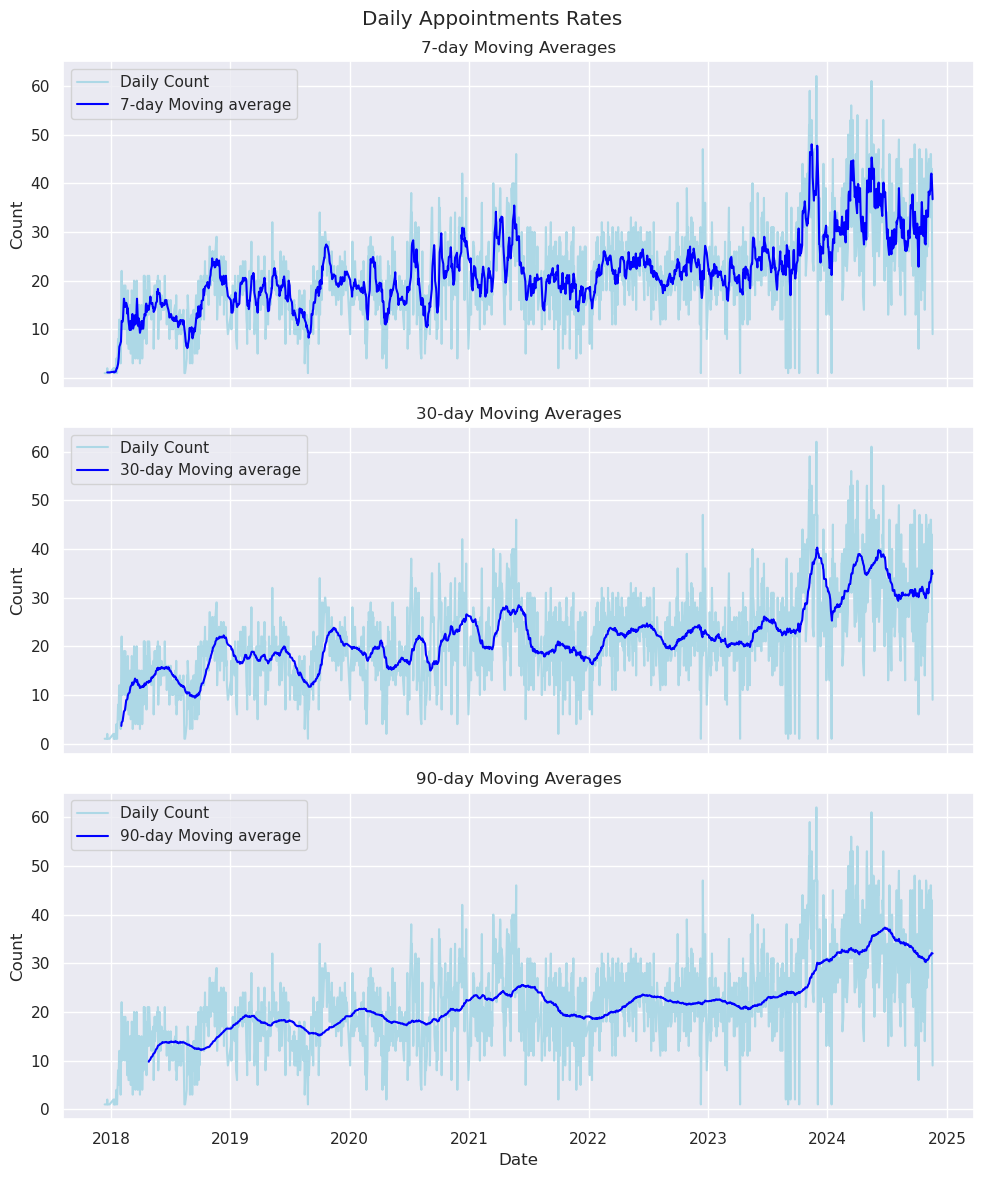 Daily Appointments Rates
7-day Moving Averages
Daily Count
7-day Moving average
60
50
40
30
20
10
0
Count
30-day Moving Averages
Daily Count
30-day Moving average
60
50
40
30
20
10
0
Count
90-day Moving Averages
Daily Count
90-day Moving average
60
50
40
30
20
10
0
Count
2018 2019 2020 2021 2022 2023 2024 2025
Date